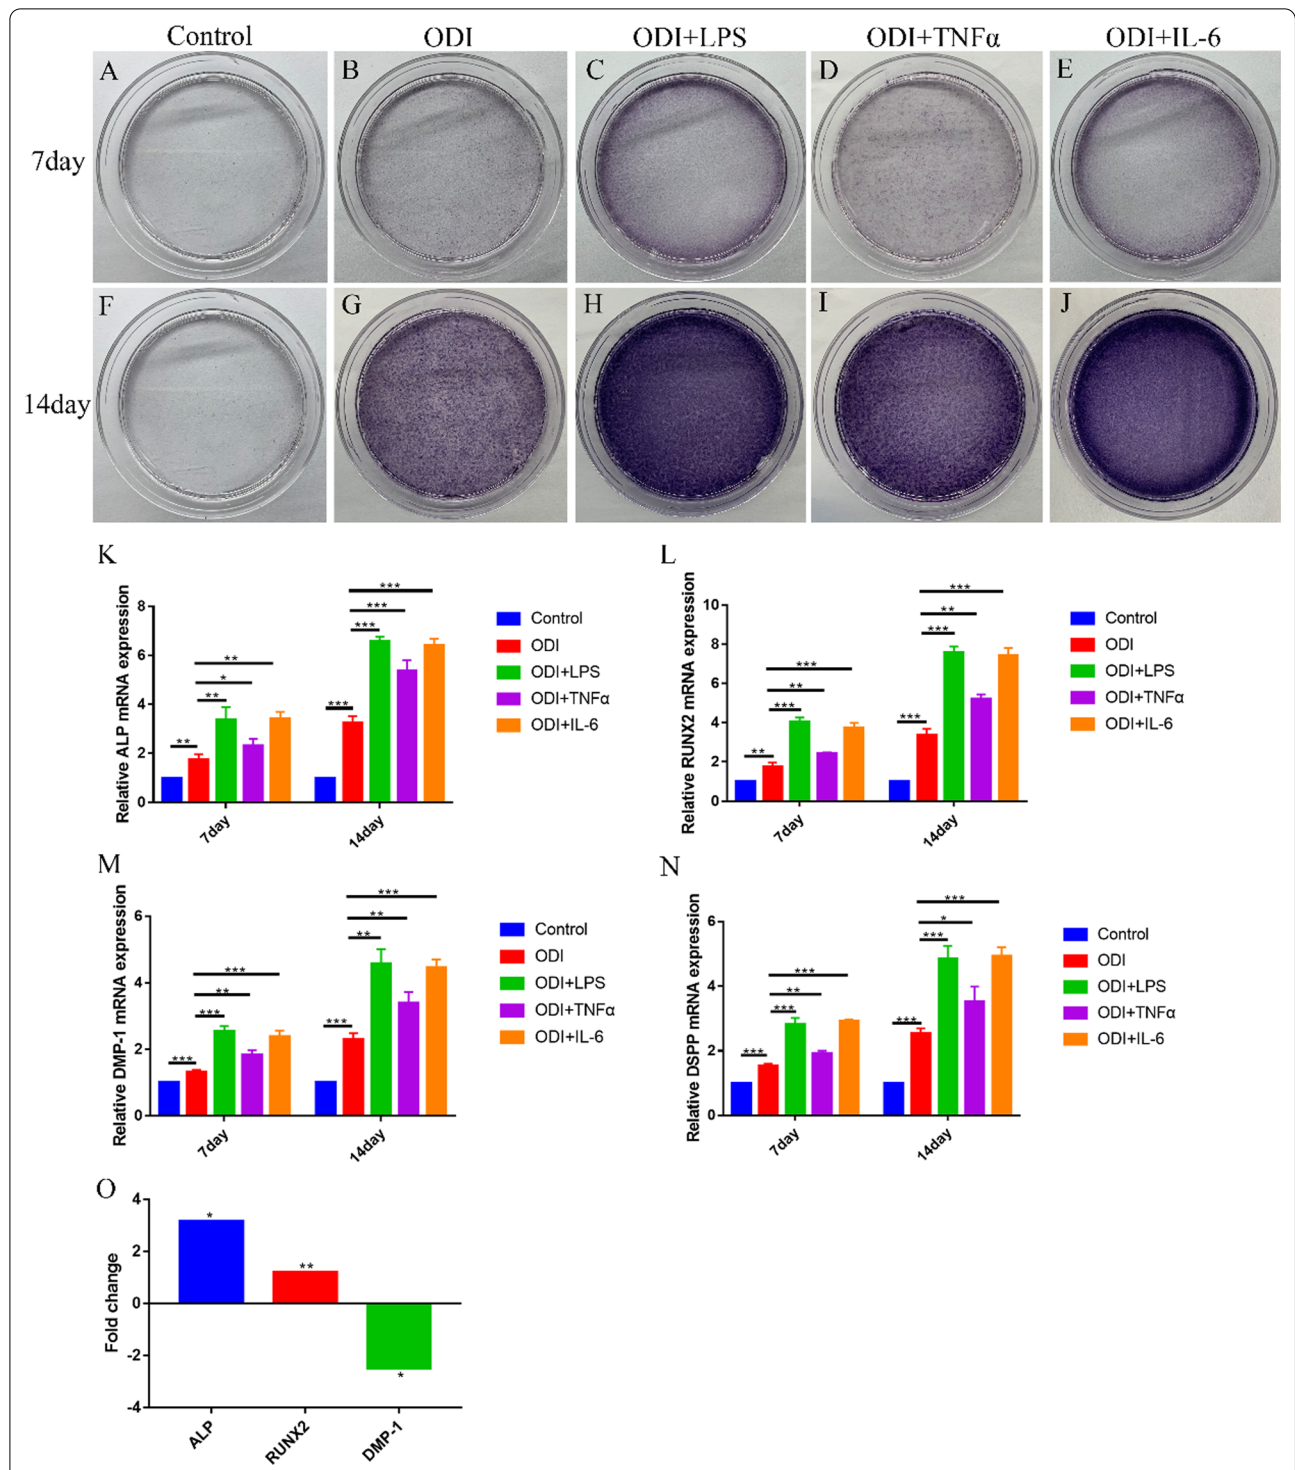 Control ODI ODI+LPS ODI+TNFα ODI+IL-6
A B C D E
7day
F G H I J
14day
K
Relative ALP mRNA expression
8
6
4
2
0
** ** * **
*** *** *** ***
7day 14day
Control
ODI
ODI+LPS
ODI+TNFα
ODI+IL-6
L
Relative RUNX2 mRNA expression
10
8
6
4
2
0
** *** ** ***
*** *** ** ***
7day 14day
Control
ODI
ODI+LPS
ODI+TNFα
ODI+IL-6
M
Relative DMP-1 mRNA expression
6
4
2
0
*** *** ** ***
*** ** ** ***
7day 14day
Control
ODI
ODI+LPS
ODI+TNFα
ODI+IL-6
N
Relative DSPP mRNA expression
6
4
2
0
*** *** ** ***
*** *** * ***
7day 14day
Control
ODI
ODI+LPS
ODI+TNFα
ODI+IL-6
O
Fold change
4
2
0
-2
-4
* ** *
ALP RUNX2 DMP-1